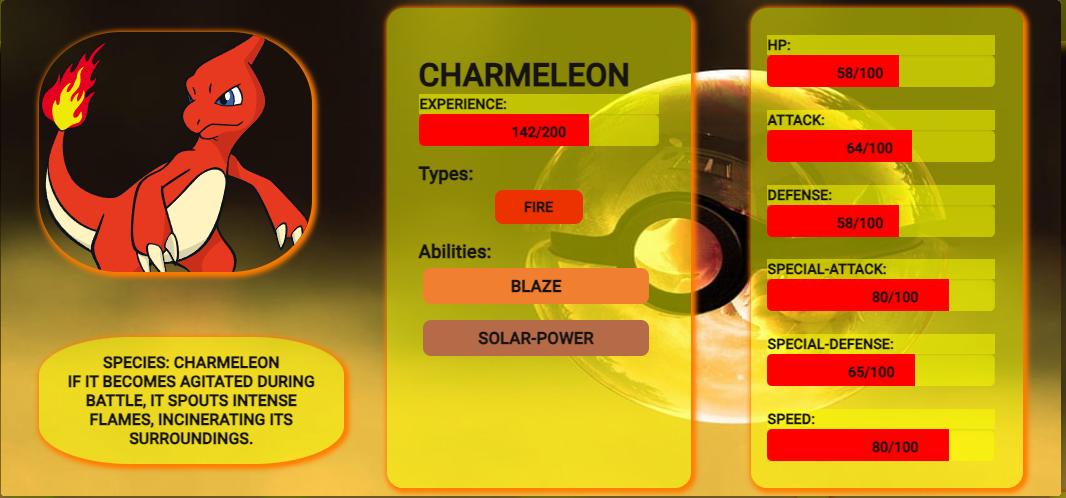 SPECIES: CHARMELEON
IF IT BECOMES AGITATED DURING
BATTLE, IT SPOUTS INTENSE
FLAMES, INCINERATING ITS
SURROUNDINGS.
CHARMELEON
EXPERIENCE:
142/200
Types:
FIRE
Abilities:
BLAZE
SOLAR-POWER
HP:
58/100
ATTACK:
64/100
DEFENSE:
58/100
SPECIAL-ATTACK:
80/100
SPECIAL-DEFENSE:
65/100
SPEED:
80/100